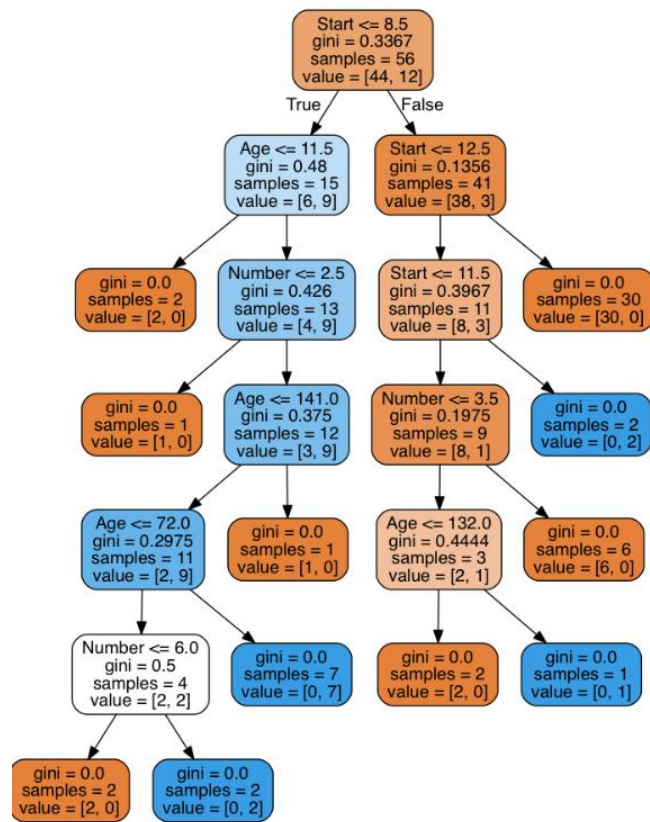 Start <= 8.5
gini = 0.3367
samples = 56
value = [44, 12]
True
False
Age <= 11.5
gini = 0.48
samples = 15
value = [6, 9]
Start <= 12.5
gini = 0.1356
samples = 41
value = [38, 3]
gini = 0.0
samples = 2
value = [2, 0]
Number <= 2.5
gini = 0.426
samples = 13
value = [4, 9]
Start <= 11.5
gini = 0.3967
samples = 11
value = [8, 3]
gini = 0.0
samples = 30
value = [30, 0]
gini = 0.0
samples = 1
value = [1, 0]
Age <= 141.0
gini = 0.375
samples = 12
value = [3, 9]
Number <= 3.5
gini = 0.1975
samples = 9
value = [8, 1]
gini = 0.0
samples = 2
value = [0, 2]
Age <= 72.0
gini = 0.2975
samples = 11
value = [2, 9]
gini = 0.0
samples = 1
value = [1, 0]
Age <= 132.0
gini = 0.4444
samples = 3
value = [2, 1]
gini = 0.0
samples = 6
value = [6, 0]
Number <= 6.0
gini = 0.5
samples = 4
value = [2, 2]
gini = 0.0
samples = 7
value = [0, 7]
gini = 0.0
samples = 2
value = [2, 0]
gini = 0.0
samples = 1
value = [0, 1]
gini = 0.0
samples = 2
value = [2, 0]
gini = 0.0
samples = 2
value = [0, 2]